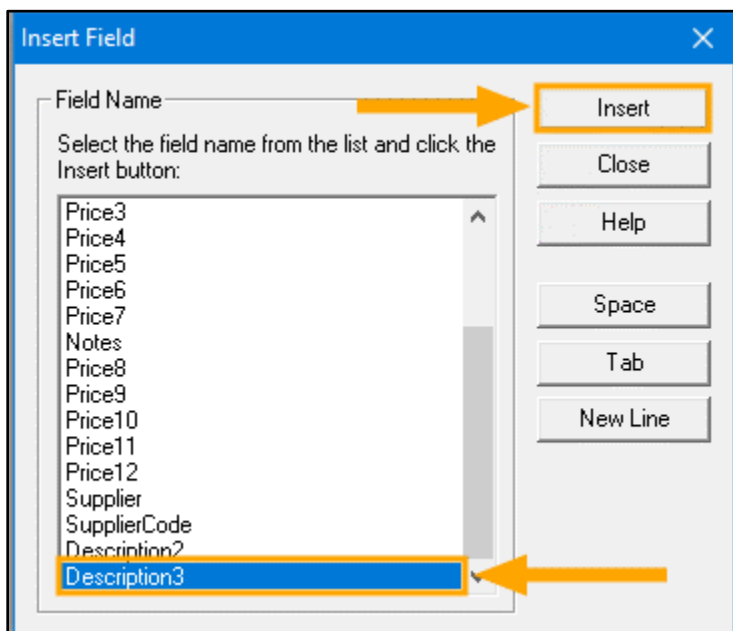 Insert Field
Field Name
Select the field name from the list and click the
Insert button:
Price3
Price4
Price5
Price6
Price7
Notes
Price8
Price9
Price10
Price11
Price12
Supplier
SupplierCode
Description2
Description3
Insert
Close
Help
Space
Tab
New Line